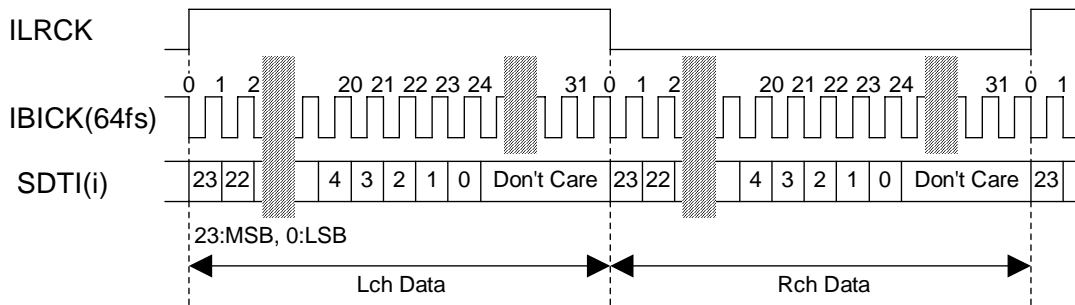 ILRCK
0 1 2 20 21 22 23 24 31 0 1 2 20 21 22 23 24 31 0 1
IBICK(64fs)
SDTI(i) 23 22 4 3 2 1 0 Don't Care 23 22 4 3 2 1 0 Don't Care 23
23:MSB, 0:LSB
Lch Data Rch Data